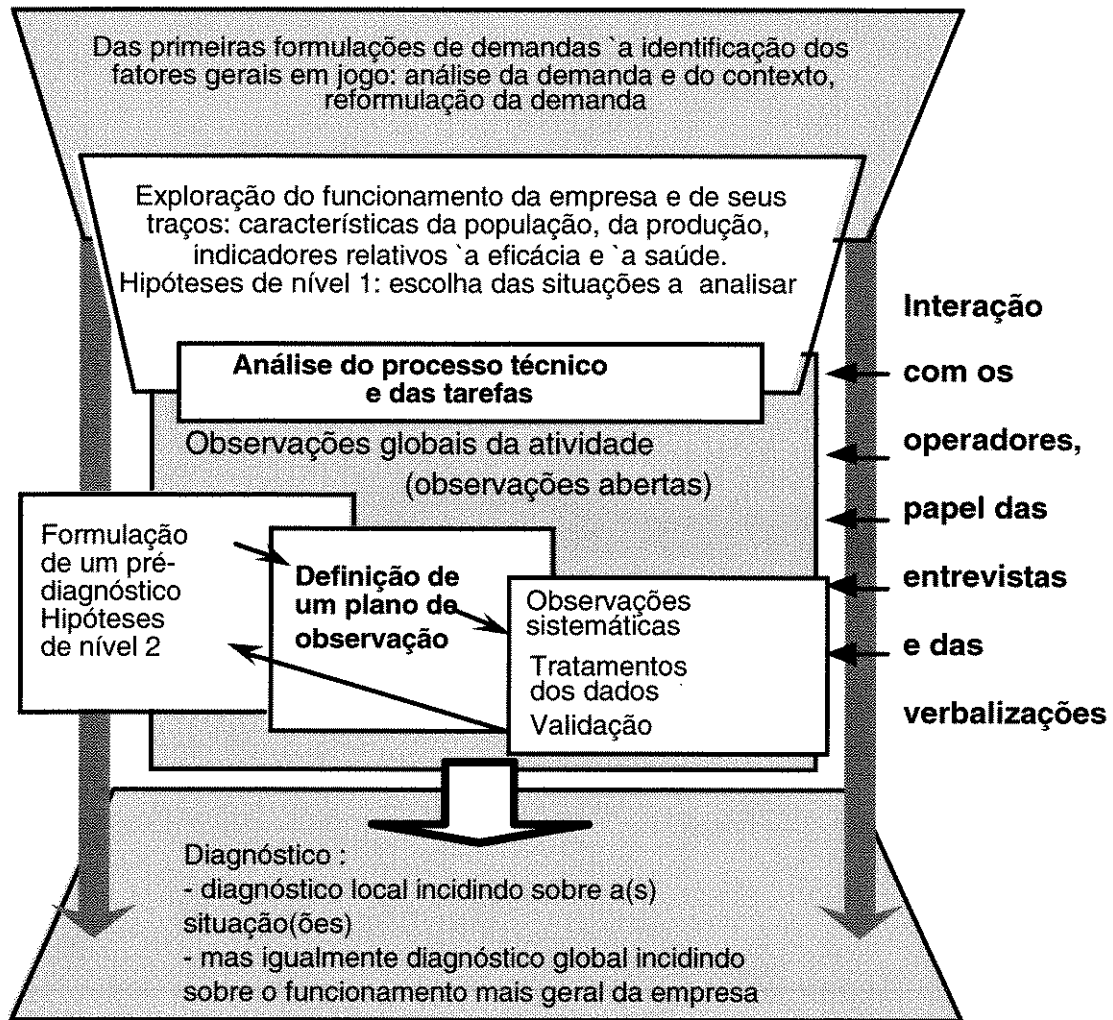 Das primeiras formulações de demandas `a identificação dos
fatores gerais em jogo: análise da demanda e do contexto,
reformulação da demanda
Exploração do funcionamento da empresa e de seus
traços: características da população, da produção,
indicadores relativos `a eficácia e `a saúde.
Hipóteses de nível 1: escolha das situações a analisar
Análise do processo técnico
e das tarefas
Observações globais da atividade
(observações abertas)
Formulação
de um pré-
diagnóstico
Hipóteses
de nível 2
Definição de
um plano de
observação
Observações
sistemáticas
Tratamentos
dos dados
Validação
Interação
com os
operadores,
papel das
entrevistas
e das
verbalizações
Diagnóstico :
- diagnóstico local incidindo sobre a(s)
situação(ões)
- mas igualmente diagnóstico global incidindo
sobre o funcionamento mais geral da empresa